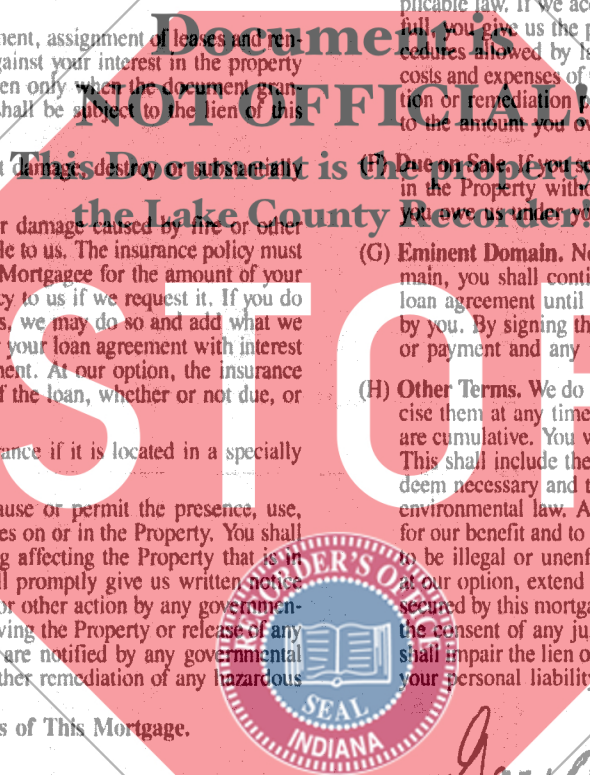 Document is
NOT OFFICIAL!
This Document is the property
the Lake County Recorder!
STOP
ment, assignment of leases and ren-
gainst your interest in the property
en only when the document gran-
shall be subject to the lien of this
t damage, destroy or substantially
r damage caused by fire or other
le to us. The insurance policy must
Mortgagee for the amount of your
cy to us if we request it. If you do
s, we may do so and add what we
your loan agreement with interest
ment. At our option, the insurance
f the loan, whether or not due, or
rance if it is located in a specially
ause or permit the presence, use,
es on or in the Property. You shall
g affecting the Property that is in
ll promptly give us written notice
or other action by any governmen-
ving the Property or release of any
are notified by any governmental
ther remediation of any hazardous
s of This Mortgage.
plicable law. If we acc
full, you give us the p
cedures allowed by la
costs and expenses of
tion or remediation p
to the amount you ov
(F) Due on Sale. If you se
in the Property witho
you owe us under yo
(G) Eminent Domain. No
main, you shall conti
loan agreement until
by you. By signing th
or payment and any
(H) Other Terms. We do
cise them at any time
are cumulative. You w
This shall include the
deem necessary and t
environmental law. A
for our benefit and to
to be illegal or unenf
at our option, extend
secured by this mortga
the consent of any ju
shall impair the lien o
your personal liability
RECORDER'S OFFICE
SEAL
INDIANA